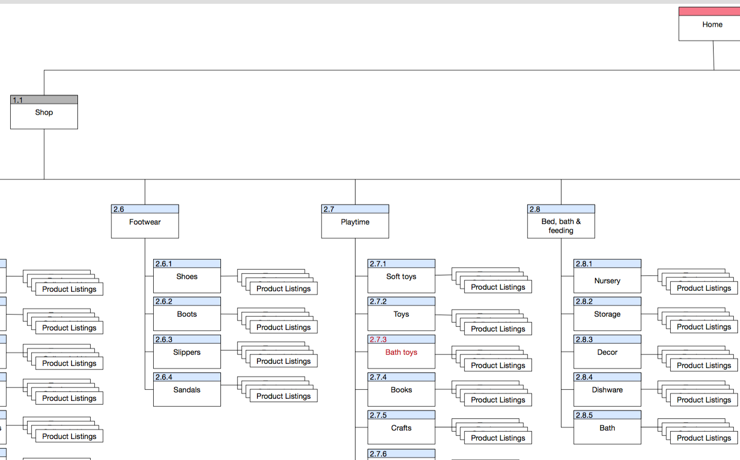 Home
1.1
Shop
2.6
Footwear
2.7
Playtime
2.8
Bed, bath &
feeding
Product Listings
Product Listings
Product Listings
Product Listings
Product Listings
2.6.1
Shoes
Product Listings
2.6.2
Boots
Product Listings
2.6.3
Slippers
Product Listings
2.6.4
Sandals
Product Listings
2.7.1
Soft toys
Product Listings
2.7.2
Toys
Product Listings
2.7.3
Bath toys
Product Listings
2.7.4
Books
Product Listings
2.7.5
Crafts
Product Listings
2.7.6
2.8.1
Nursery
Product Listings
2.8.2
Storage
Product Listings
2.8.3
Decor
Product Listings
2.8.4
Dishware
Product Listings
2.8.5
Bath
Product Listings